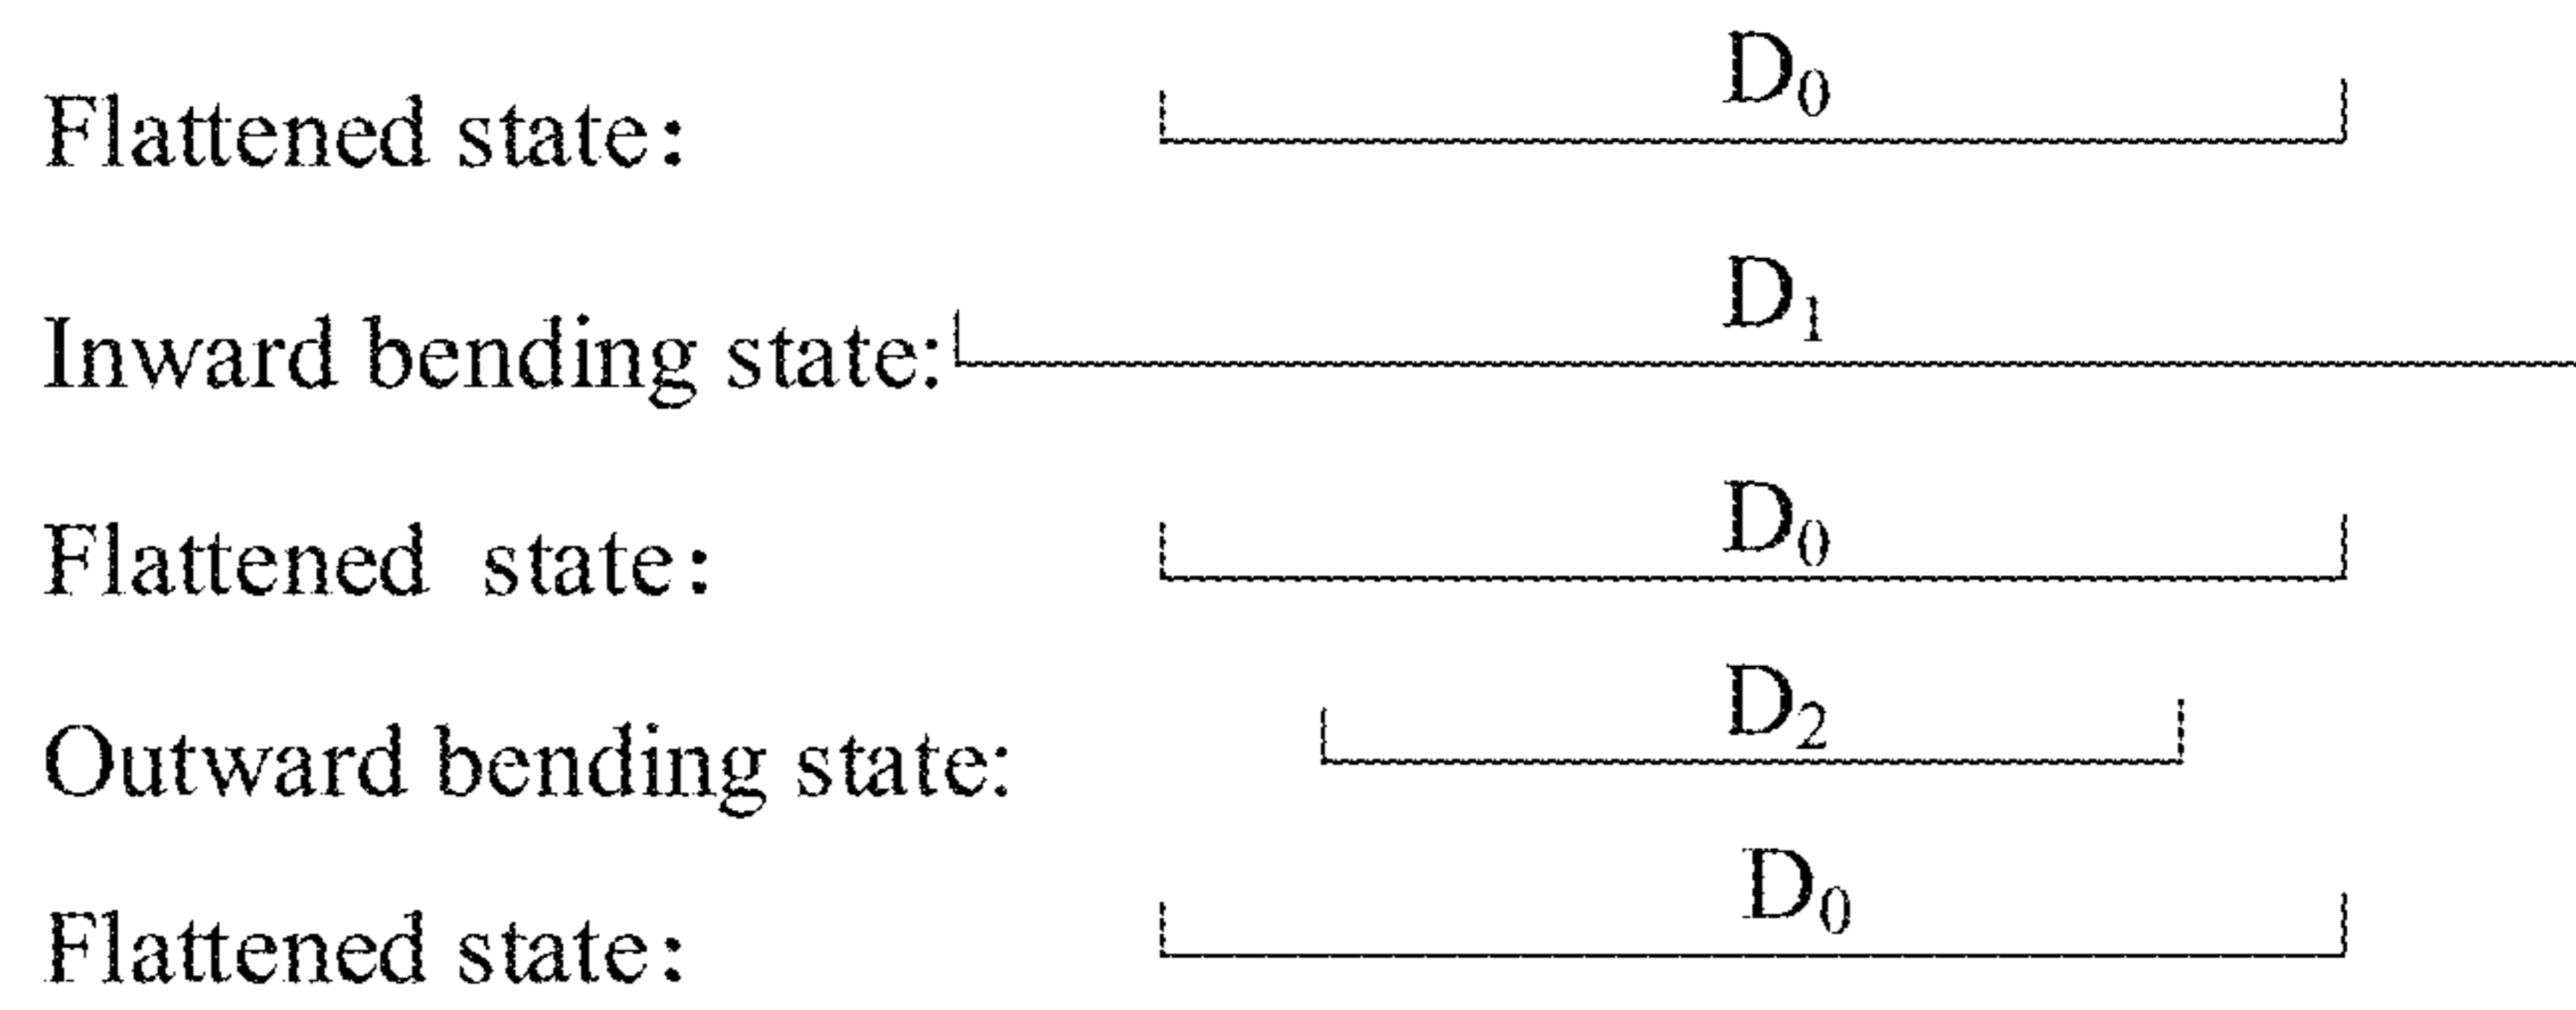 D₀
Flattened state:
D₁
Inward bending state:
D₀
Flattened state:
D₂
Outward bending state:
D₀
Flattened state: